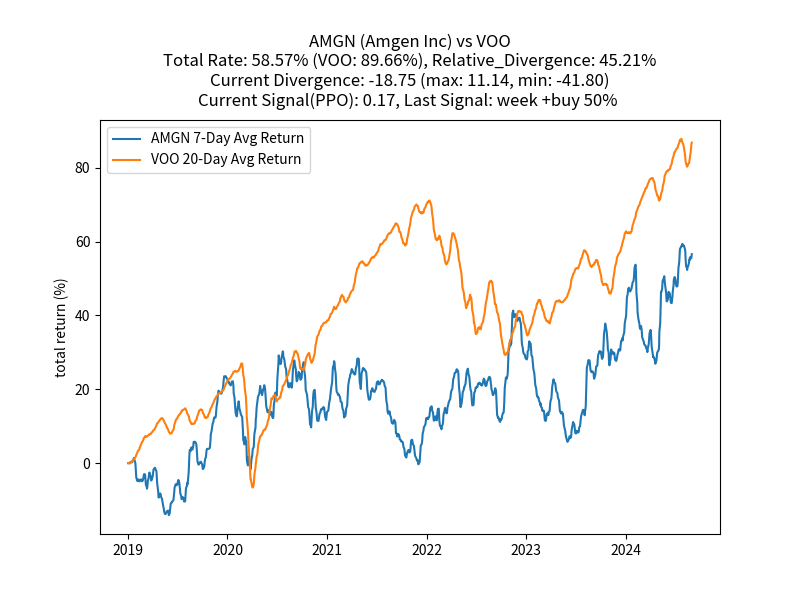 AMGN (Amgen Inc) vs VOO
Total Rate: 58.57% (VOO: 89.66%), Relative_Divergence: 45.21%
Current Divergence: -18.75 (max: 11.14, min: -41.80)
Current Signal(PPO): 0.17, Last Signal: week +buy 50%
AMGN 7-Day Avg Return
VOO 20-Day Avg Return
total return (%)
80
60
40
20
0
2019 2020 2021 2022 2023 2024